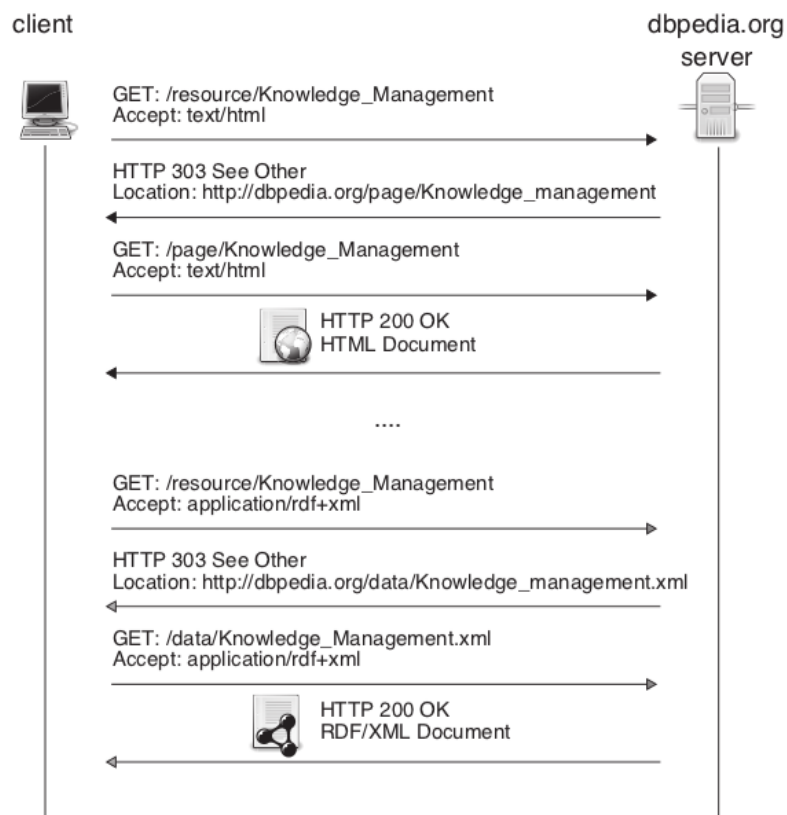 client
dbpedia.org
server
GET: /resource/Knowledge_Management
Accept: text/html
HTTP 303 See Other
Location: http://dbpedia.org/page/Knowledge_management
GET: /page/Knowledge_Management
Accept: text/html
HTTP 200 OK
HTML Document
....
GET: /resource/Knowledge_Management
Accept: application/rdf+xml
HTTP 303 See Other
Location: http://dbpedia.org/data/Knowledge_management.xml
GET: /data/Knowledge_Management.xml
Accept: application/rdf+xml
HTTP 200 OK
RDF/XML Document